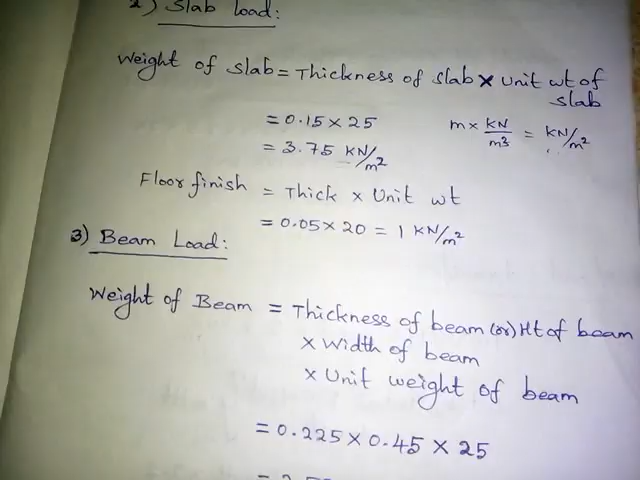 2) Slab Load:
Weight of slab = Thickness of slab x Unit wt of
slab
= 0.15 x 25 m x KN/m3 = KN/m2
= 3.75 KN/m2
Floor finish = Thick x Unit wt
= 0.05 x 20 = 1 KN/m2
3) Beam Load:
Weight of Beam = Thickness of beam (or) Ht of beam
x Width of beam
x Unit weight of beam
= 0.225 x 0.45 x 25